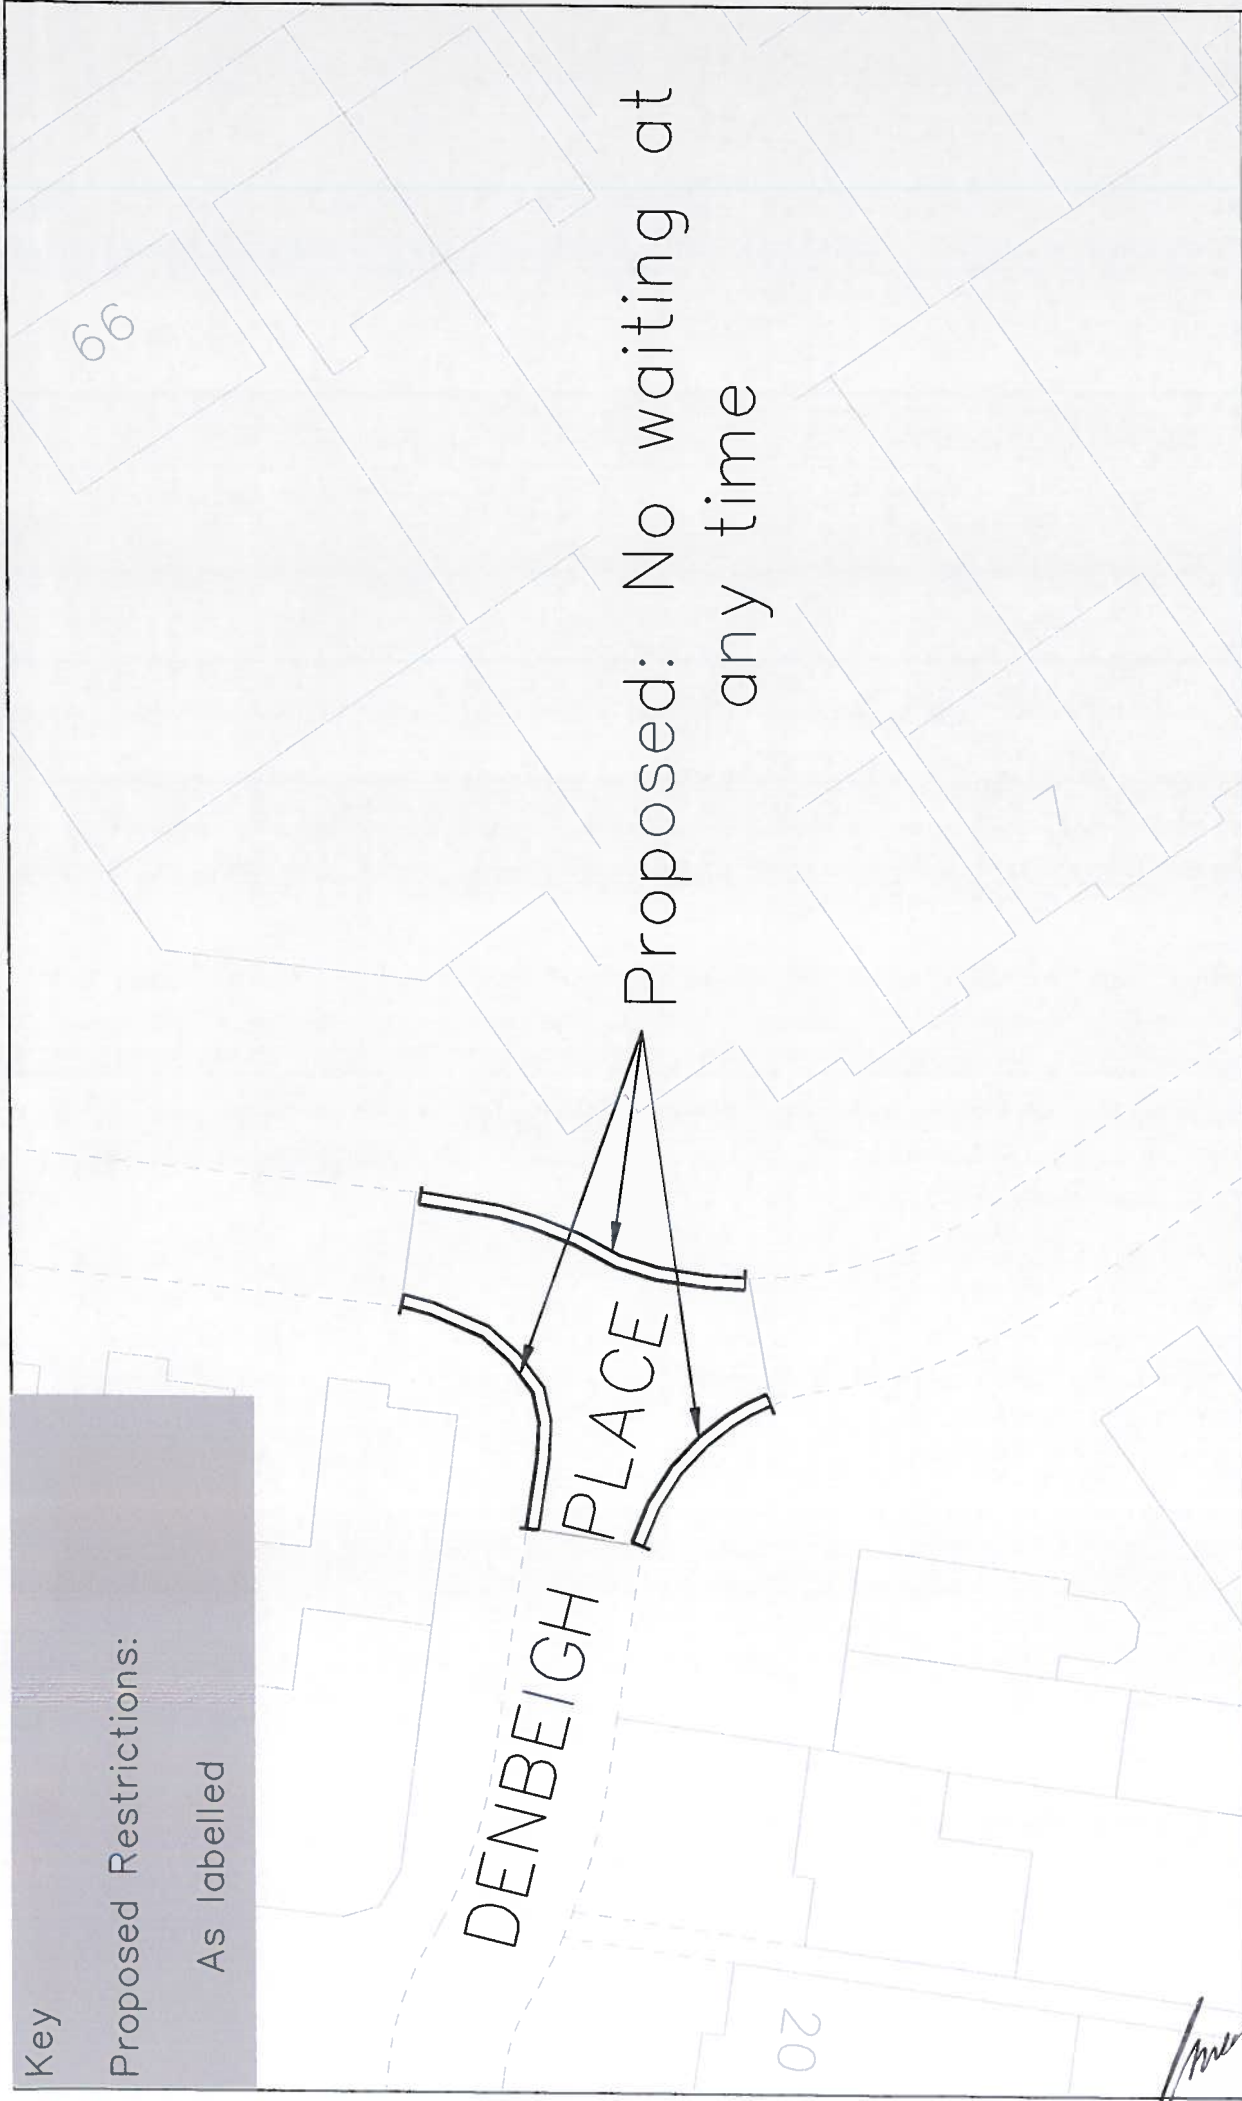 Key
Proposed Restrictions:
As labelled
66
Proposed: No waiting at
any time
DENBEIGH PLACE
20
7